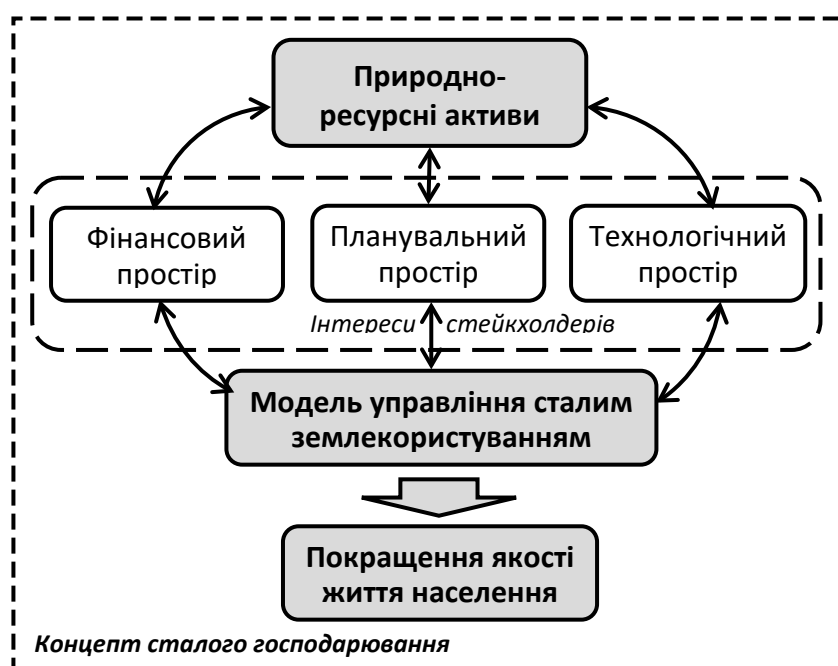 Природно-
ресурсні активи
Фінансовий
простір
Планувальний
простір
Технологічний
простір
Інтереси стейкхолдерів
Модель управління сталим
землекористуванням
Покращення якості
життя населення
Концепт сталого господарювання